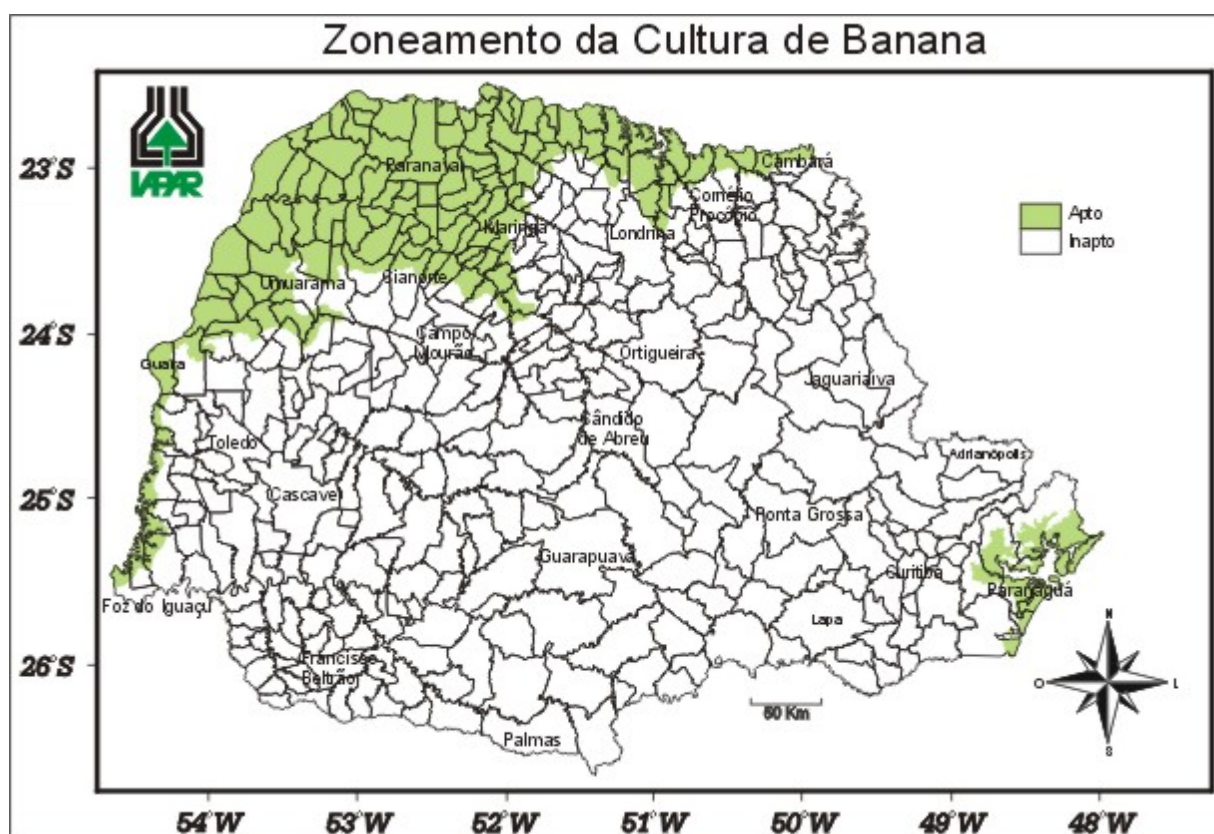 Zoneamento da Cultura de Banana
IAPAR
23°S
24°S
25°S
26°S
54°W
53°W
52°W
51°W
50°W
49°W
48°W
Apto
Inapto
Paranavaí
Cambará
Cornélio
Procópio
Maringá
Londrina
Umuarama
Cianorte
Campo
Mourão
Ortigueira
Guaíra
Jaguariaíva
Cândido
de Abreu
Toledo
Adrianópolis
Cascavel
Ponta Grossa
Guarapuava
Curitiba
Paranaguá
Foz do Iguaçu
Lapa
Francisco
Beltrão
Palmas
N
O
L
S
50 Km